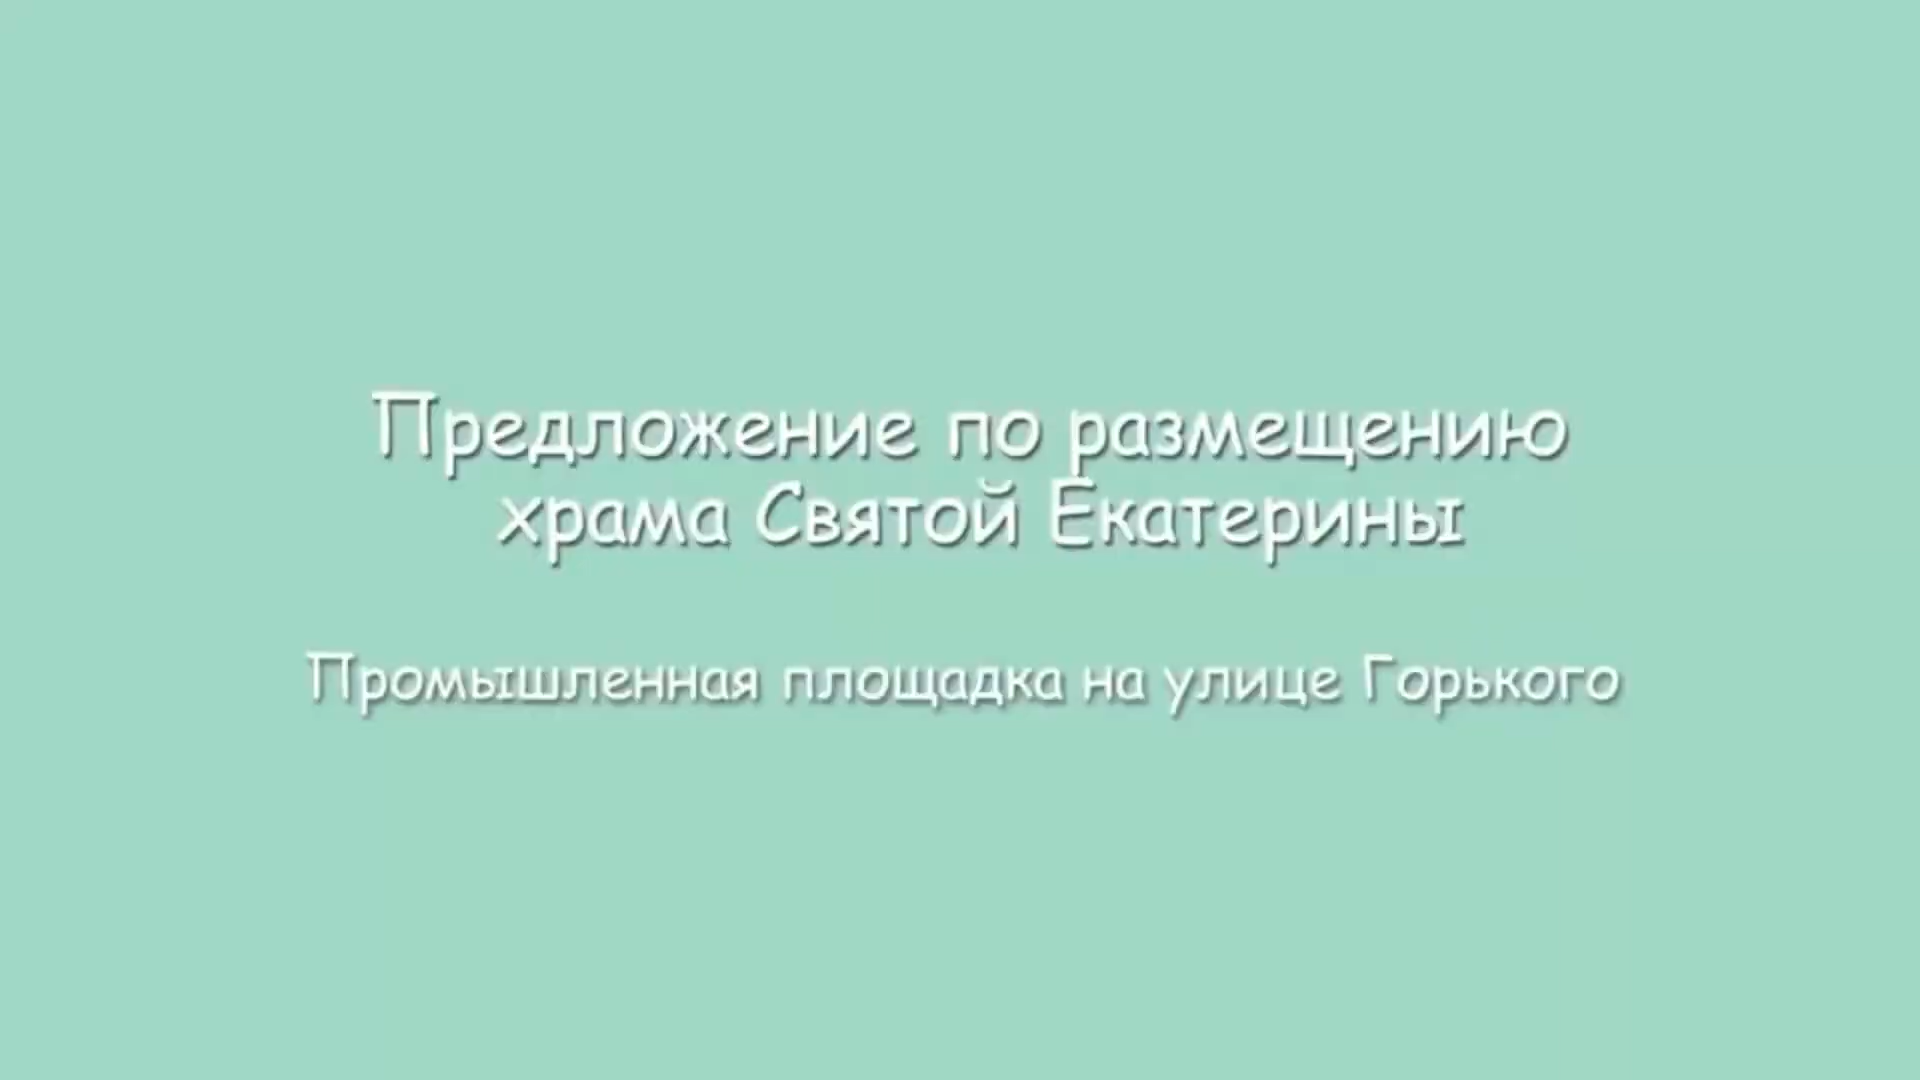 Предложение по размещению
храма Святой Екатерины
Промышленная площадка на улице Горького